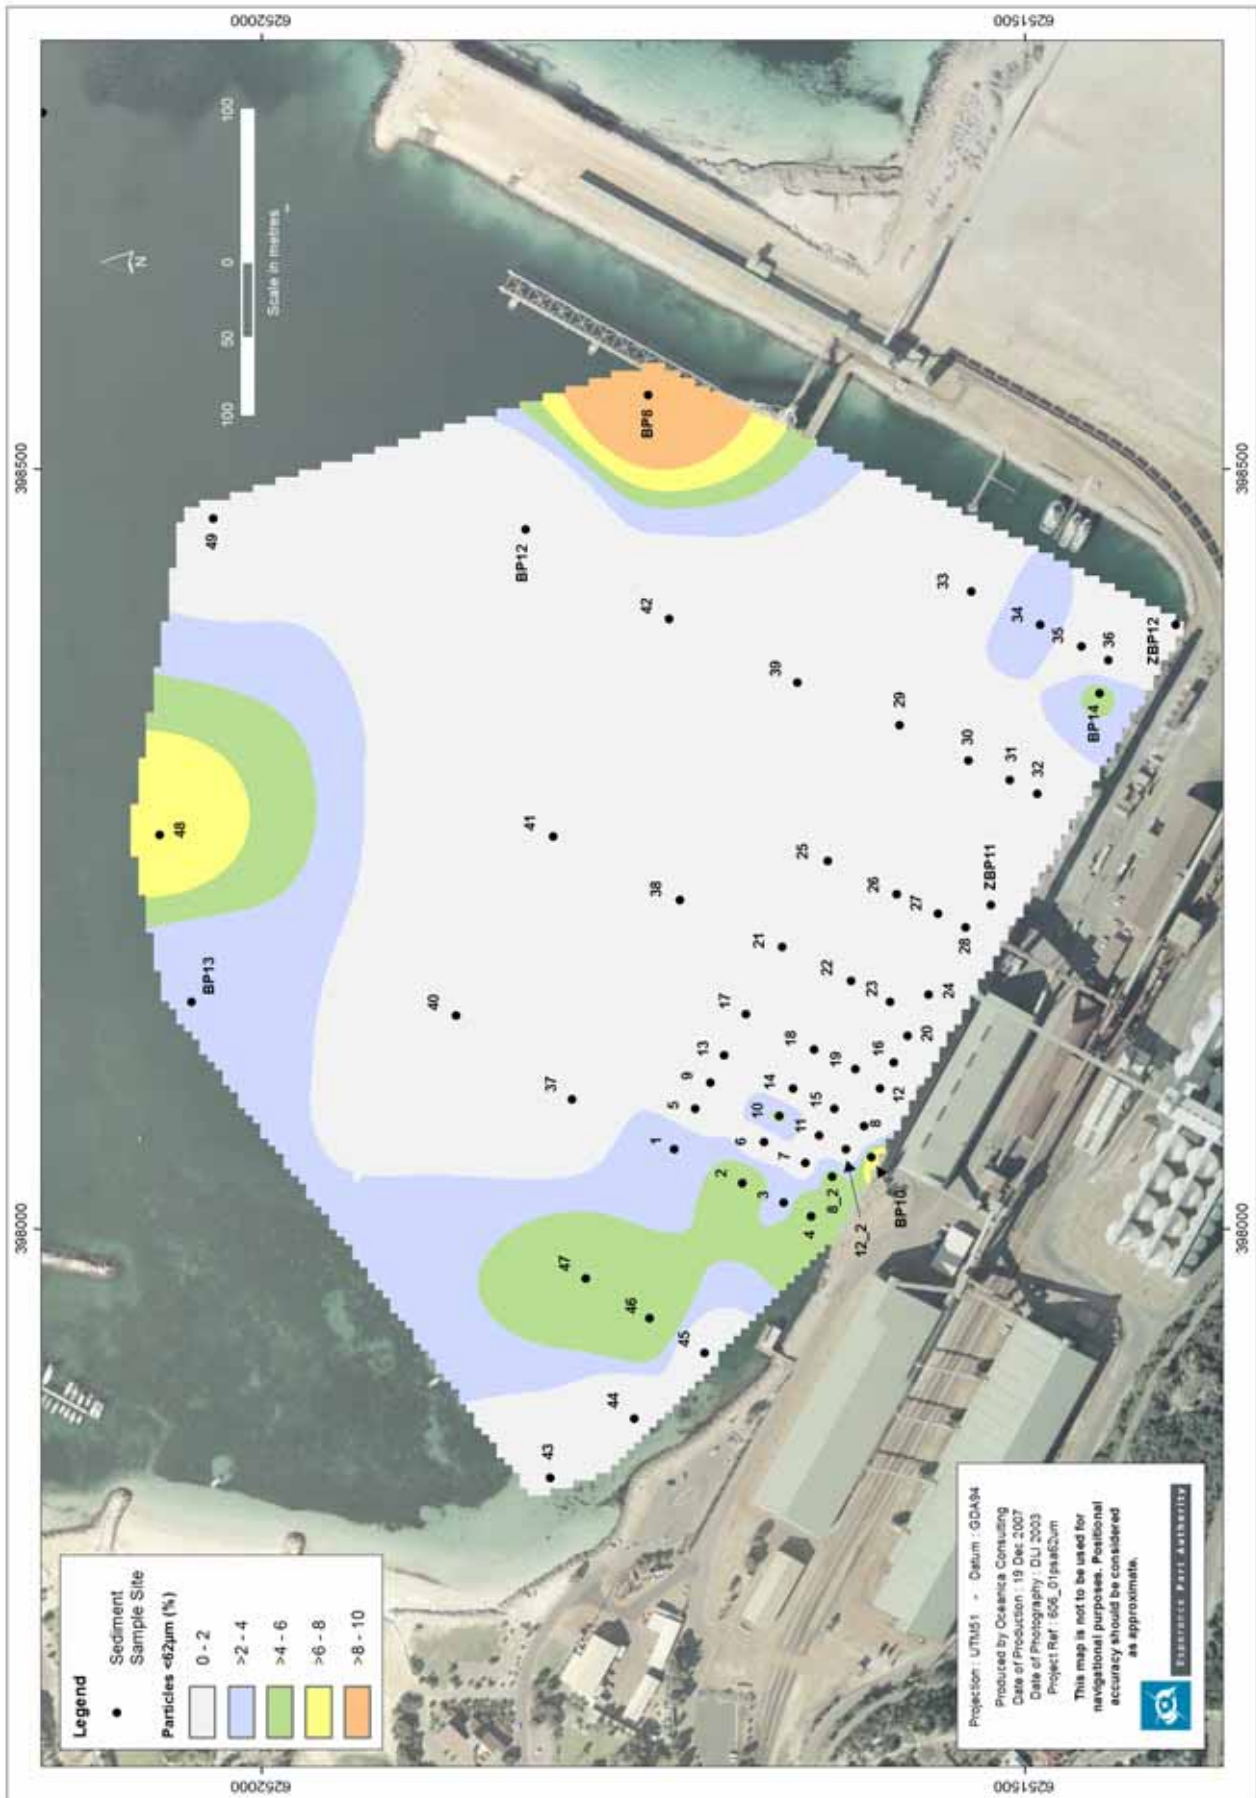 Legend
Sediment
Sample Site
Particles <62µm (%)
0 - 2
>2 - 4
>4 - 6
>6 - 8
>8 - 10
398000
398500
6252000
6251500
6252000
6251500
398000
398500
N
100
50
0
100
Scale in metres
49
48
BP13
BP12
BP8
42
41
40
39
38
37
33
34
35
36
ZBP12
BP14
29
30
31
32
25
26
27
28
ZBP11
21
22
23
24
17
18
19
20
13
14
15
16
9
10
11
12
5
6
7
8
1
2
3
4
8_2
12_2
BP10
47
46
45
44
43
Projection : UTM51 - Datum : GDA94
Produced by Oceanica Consulting
Date of Production : 19 Dec 2007
Date of Photography : DLI 2003
Project Ref : 606_01psa62um
This map is not to be used for
navigational purposes. Positional
accuracy should be considered
as approximate.
Esperance Port Authority